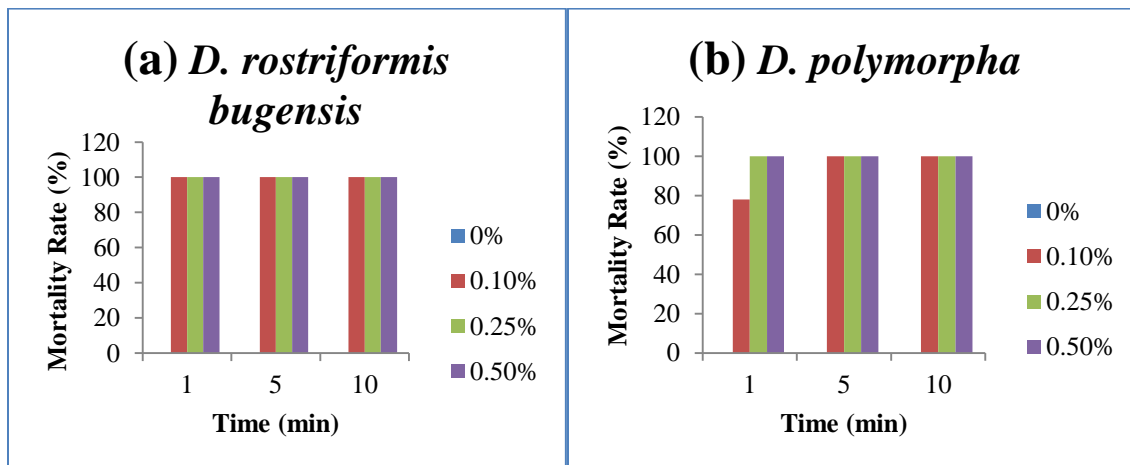 (a) D. rostriformis
bugensis
120
100
80
60
40
20
0
Mortality Rate (%)
1 5 10
Time (min)
0%
0.10%
0.25%
0.50%
(b) D. polymorpha
120
100
80
60
40
20
0
Mortality Rate (%)
1 5 10
Time (min)
0%
0.10%
0.25%
0.50%